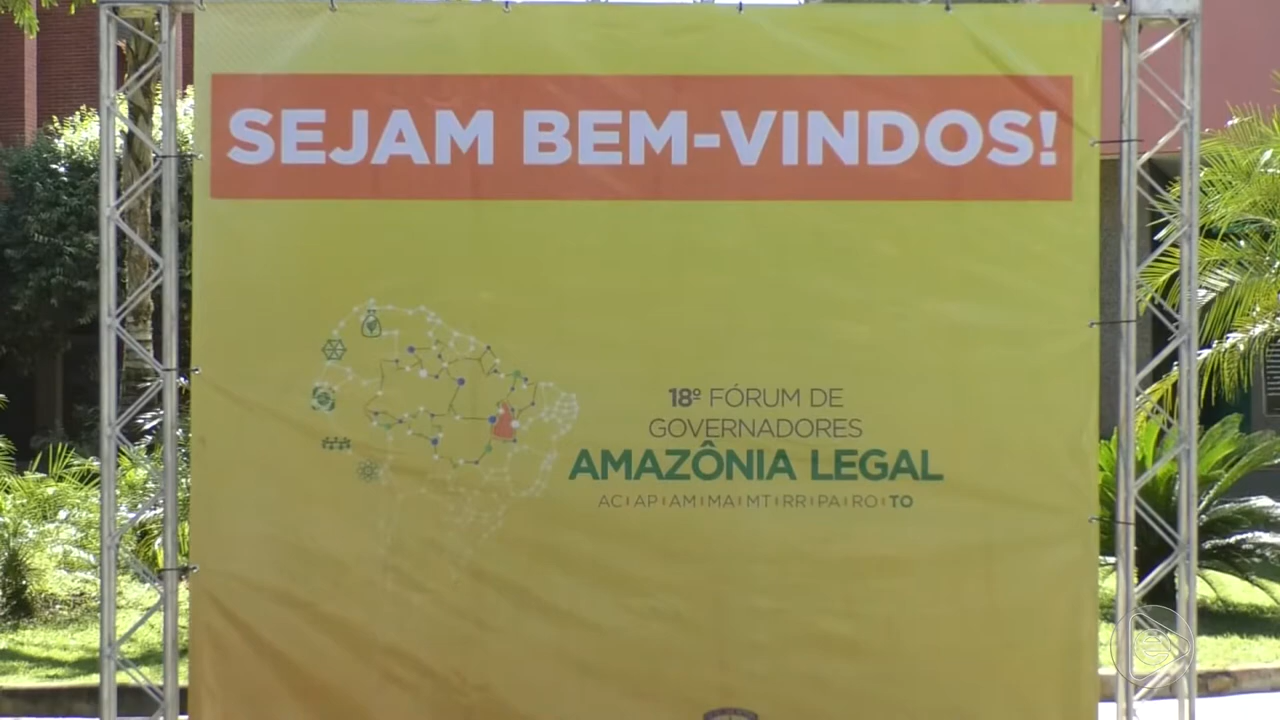 SEJAM BEM-VINDOS!
18º FÓRUM DE
GOVERNADORES
AMAZÔNIA LEGAL
AC | AP | AM | MA | MT | RR | PA | RO | TO